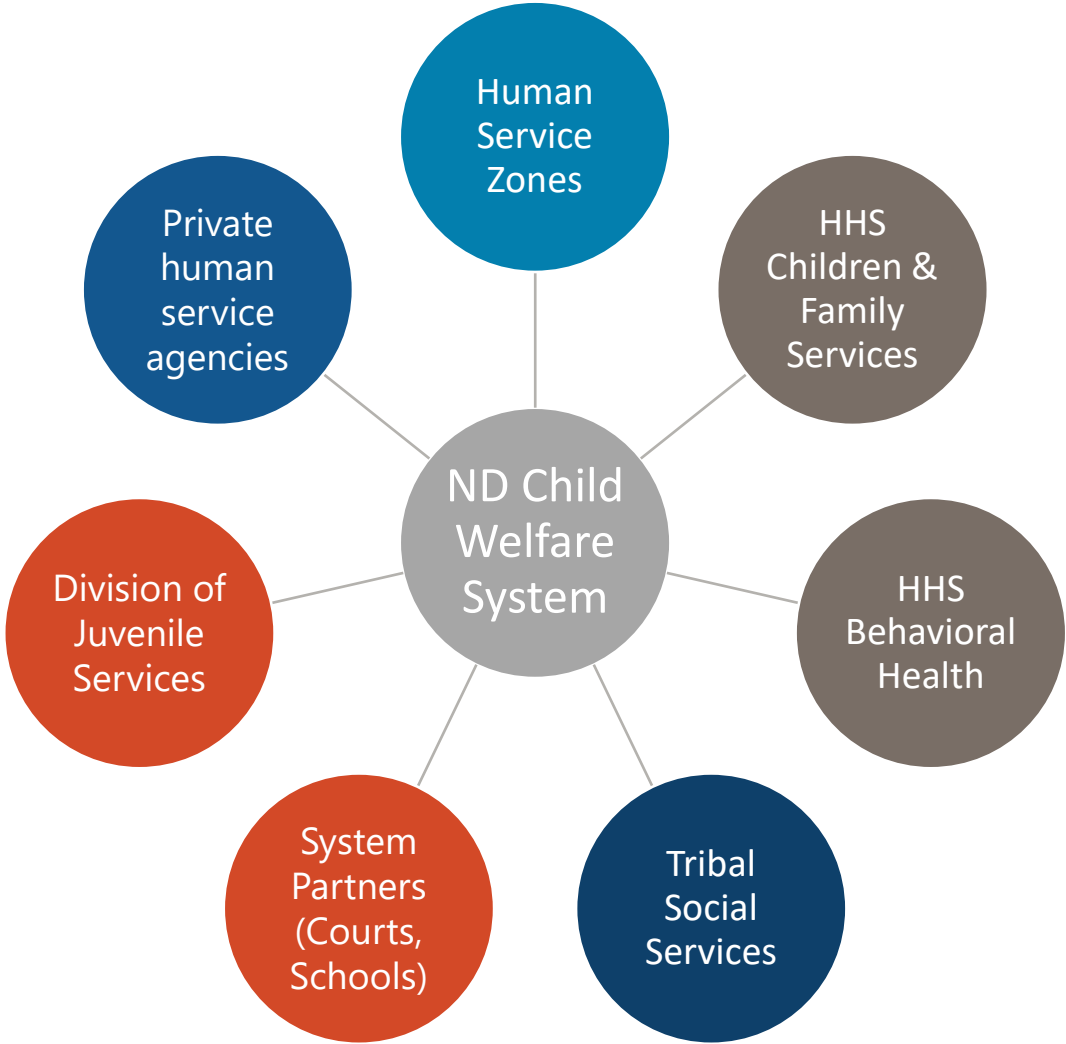 Human
Service
Zones
HHS
Children &
Family
Services
HHS
Behavioral
Health
Tribal
Social
Services
System
Partners
(Courts,
Schools)
Division of
Juvenile
Services
Private
human
service
agencies
ND Child
Welfare
System